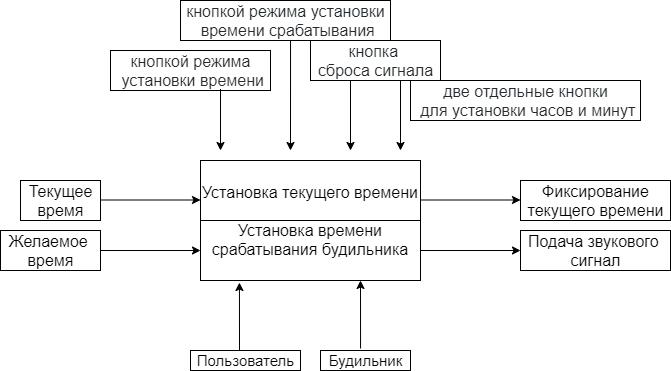 кнопкой режима установки
времени срабатывания
кнопкой режима
установки времени
кнопка
сброса сигнала
две отдельные кнопки
для установки часов и минут
Текущее
время
Установка текущего времени
Фиксирование
текущего времени
Желаемое
время
Установка времени
срабатывания будильника
Подача звукового
сигнал
Пользователь
Будильник